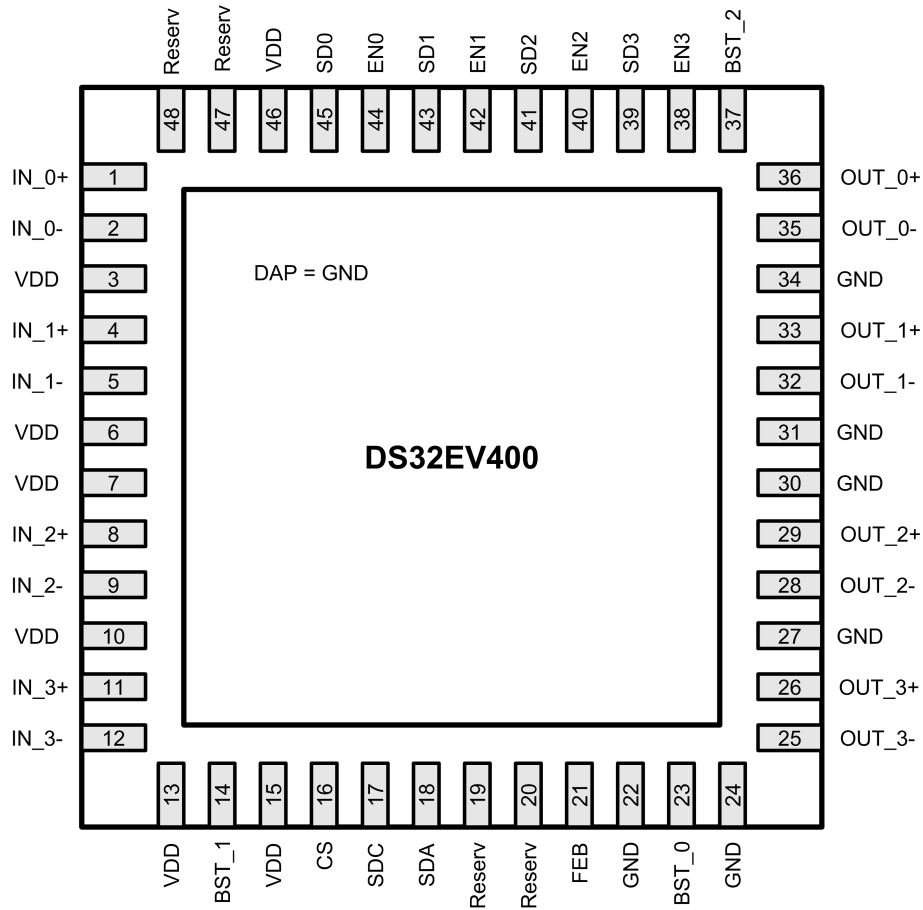 Reserv
Reserv
VDD
SD0
EN0
SD1
EN1
SD2
EN2
SD3
EN3
BST_2
48
47
46
45
44
43
42
41
40
39
38
37
IN_0+ 1
36 OUT_0+
IN_0- 2
35 OUT_0-
VDD 3
34 GND
DAP = GND
IN_1+ 4
33 OUT_1+
IN_1- 5
32 OUT_1-
VDD 6
31 GND
DS32EV400
VDD 7
30 GND
IN_2+ 8
29 OUT_2+
IN_2- 9
28 OUT_2-
VDD 10
27 GND
IN_3+ 11
26 OUT_3+
IN_3- 12
25 OUT_3-
13
14
15
16
17
18
19
20
21
22
23
24
VDD
BST_1
VDD
CS
SDC
SDA
Reserv
Reserv
FEB
GND
BST_0
GND